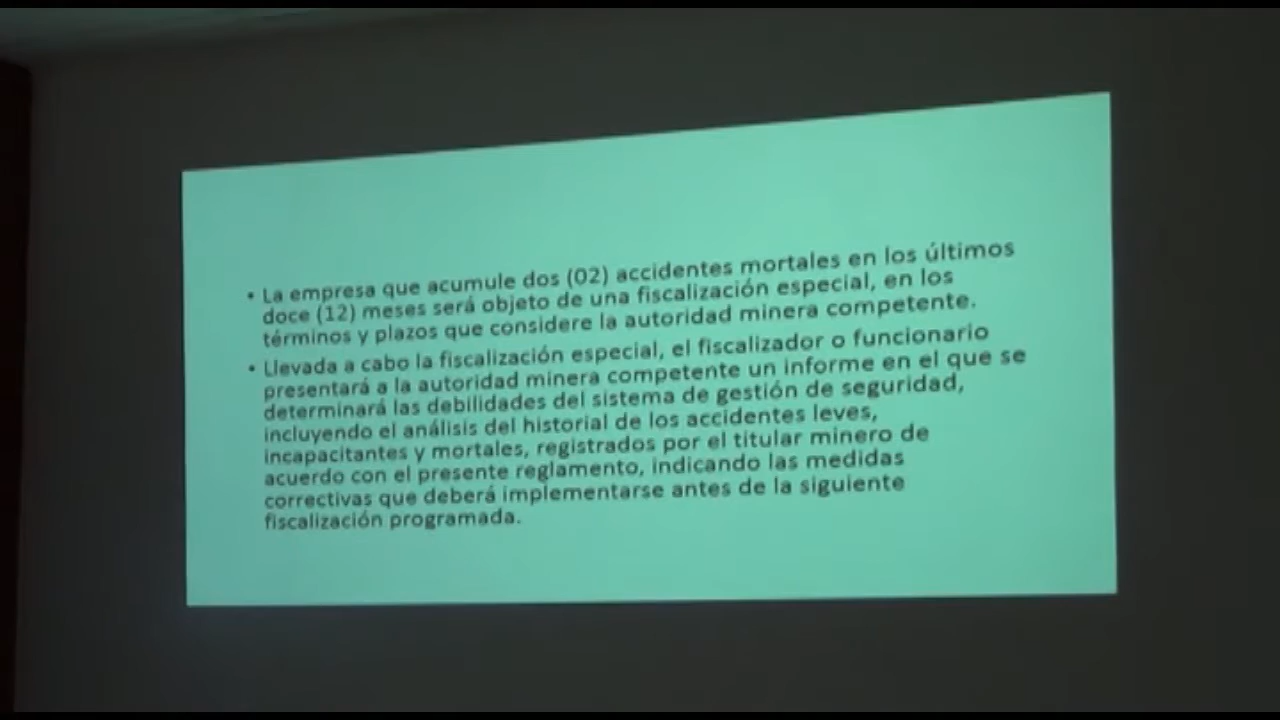 • La empresa que acumule dos (02) accidentes mortales en los últimos
doce (12) meses será objeto de una fiscalización especial, en los
términos y plazos que considere la autoridad minera competente.
• Llevada a cabo la fiscalización especial, el fiscalizador o funcionario
presentará a la autoridad minera competente un informe en el que se
determinará las debilidades del sistema de gestión de seguridad,
incluyendo el análisis del historial de los accidentes leves,
incapacitantes y mortales, registrados por el titular minero de
acuerdo con el presente reglamento, indicando las medidas
correctivas que deberá implementarse antes de la siguiente
fiscalización programada.